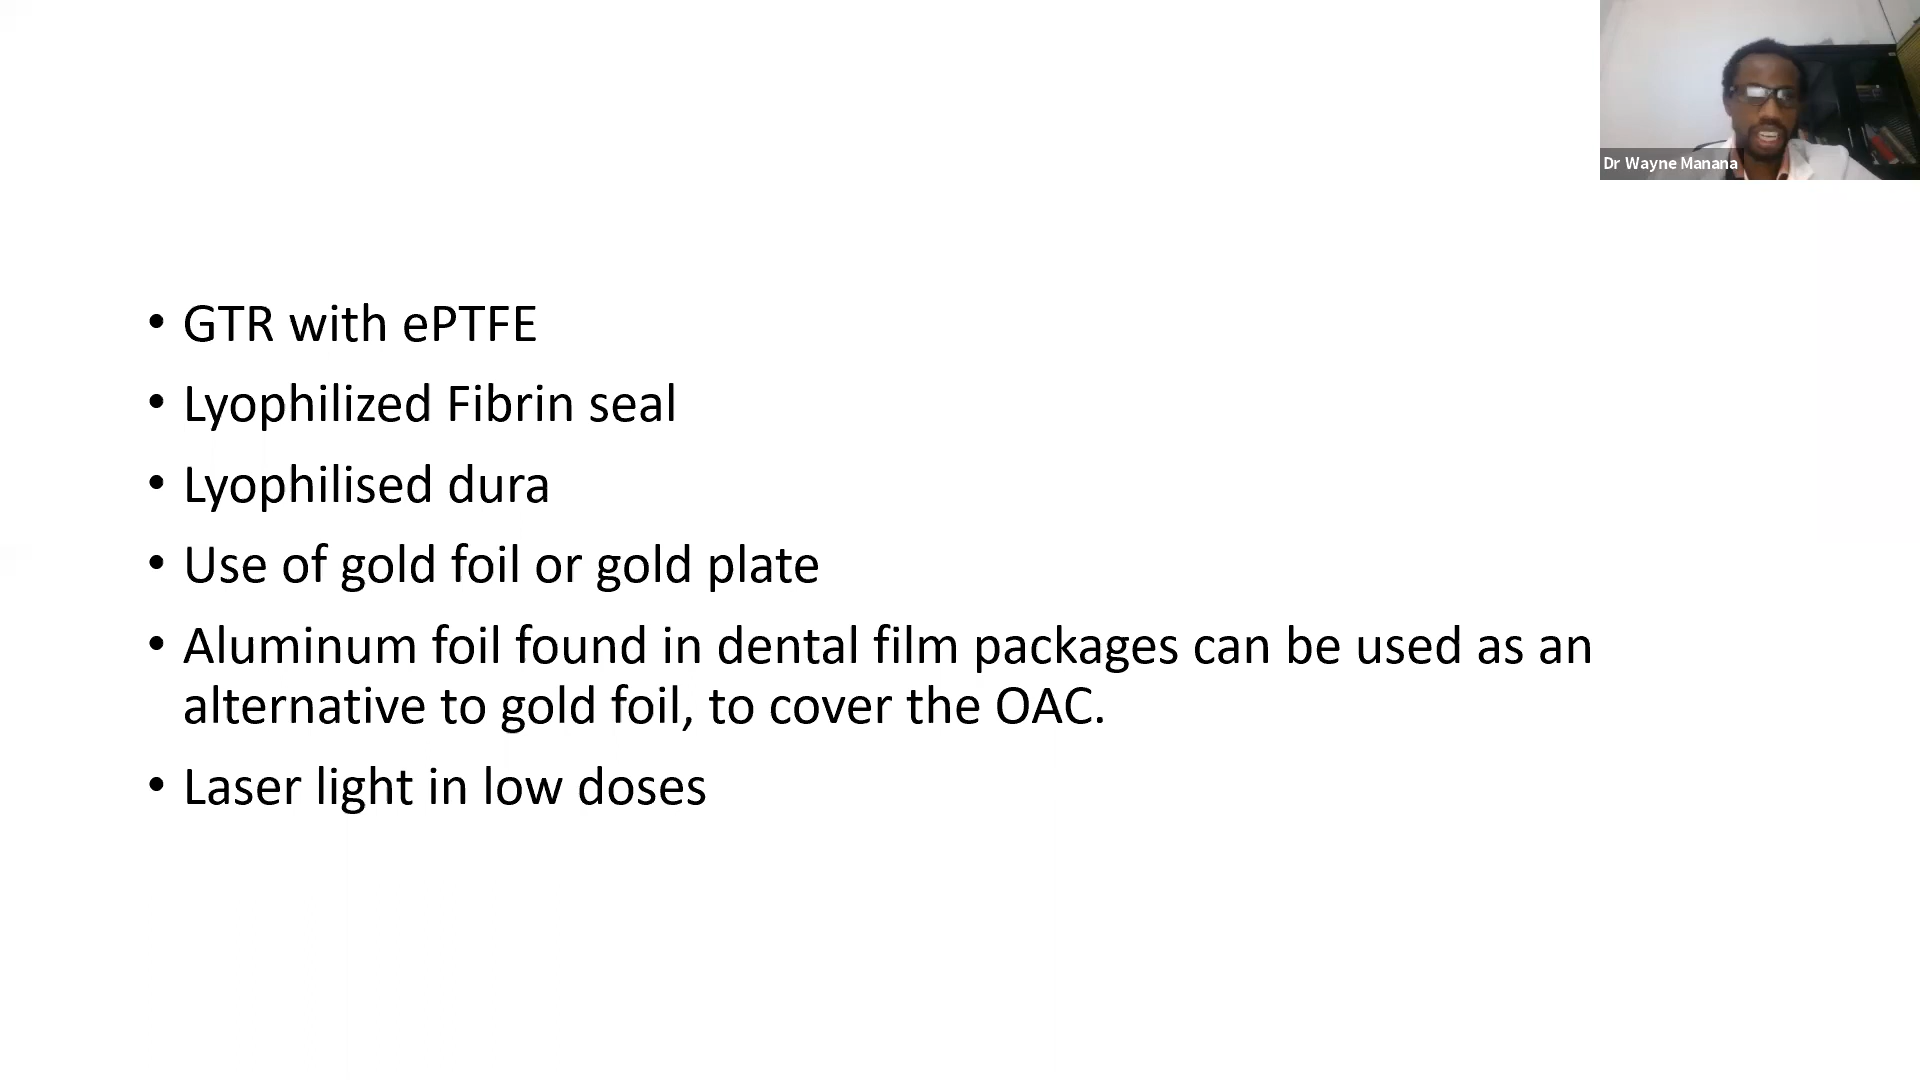 Dr Wayne Manana
• GTR with ePTFE
• Lyophilized Fibrin seal
• Lyophilised dura
• Use of gold foil or gold plate
• Aluminum foil found in dental film packages can be used as an
alternative to gold foil, to cover the OAC.
• Laser light in low doses